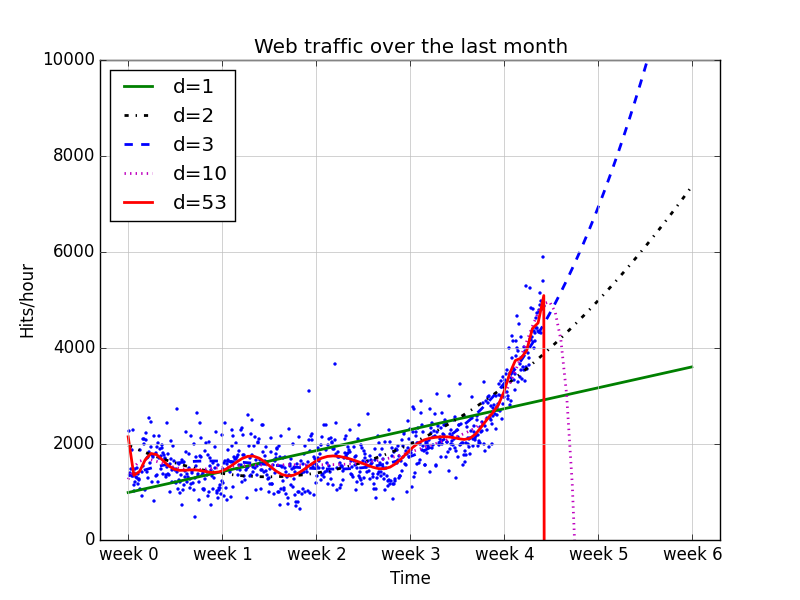 Web traffic over the last month
10000
8000
6000
4000
2000
0
Hits/hour
d=1
d=2
d=3
d=10
d=53
week 0 week 1 week 2 week 3 week 4 week 5 week 6
Time